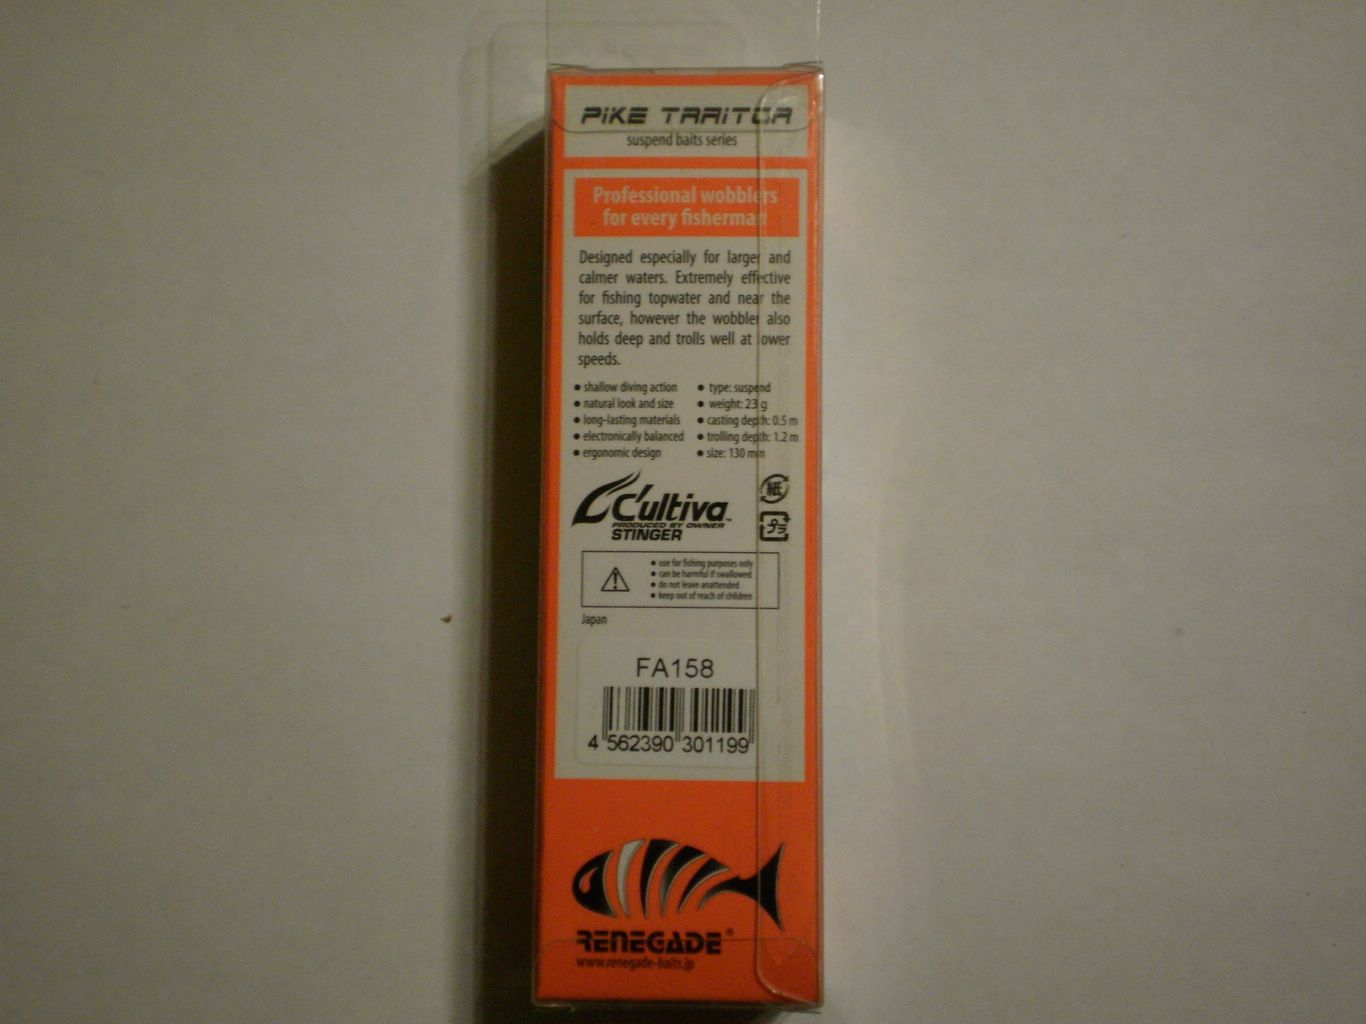 PIKE TRAITOR
suspend baits series
Professional wobblers
for every fisherman
Designed especially for larger and
calmer waters. Extremely effective
for fishing topwater and near the
surface, however the wobbler also
holds deep and trolls well at lower
speeds.
• shallow diving action
• natural look and size
• long-lasting materials
• electronically balanced
• ergonomic design
• type: suspend
• weight: 23 g
• casting depth: 0.5 m
• trolling depth: 1.2 m
• size: 130 mm
C'ultiva™
PRODUCED BY OWNER
STINGER
紙
プラ
• use for fishing purposes only
• can be harmful if swallowed
• do not leave anattended
• keep out of reach of children
Japan
FA158
4 562390 301199
RENEGADE®
www.renegade-baits.jp